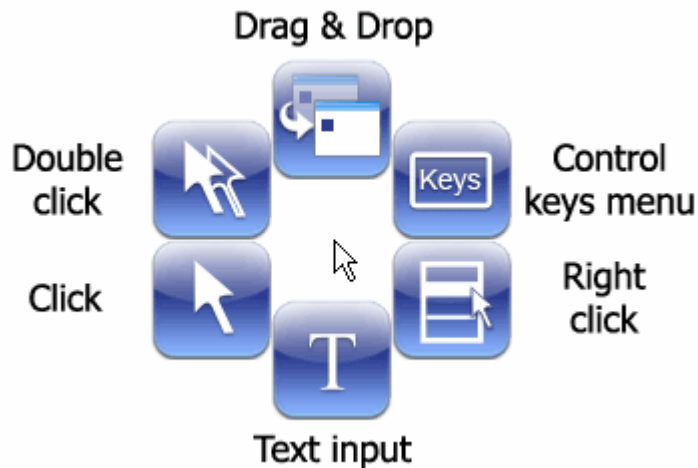 Drag & Drop
Double
click
Keys
Control
keys menu
Click
Right
click
T
Text input